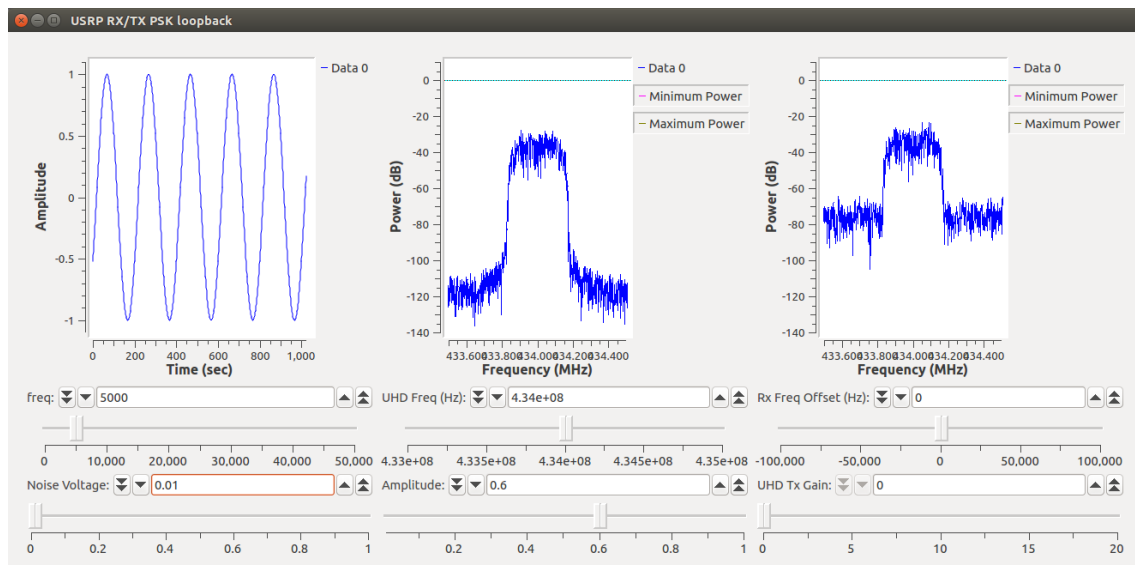 USRP RX/TX PSK loopback
Data 0
1
0.5
0
-0.5
-1
Amplitude
0 200 400 600 800 1,000
Time (sec)
Data 0
Minimum Power
Maximum Power
0
-20
-40
-60
-80
-100
-120
-140
Power (dB)
433.600 433.800 434.000 434.200 434.400
Frequency (MHz)
Data 0
Minimum Power
Maximum Power
0
-20
-40
-60
-80
-100
-120
-140
Power (dB)
433.600 433.800 434.000 434.200 434.400
Frequency (MHz)
freq: 5000
0 10,000 20,000 30,000 40,000 50,000
UHD Freq (Hz): 4.34e+08
4.33e+08 4.335e+08 4.34e+08 4.345e+08 4.35e+08
Rx Freq Offset (Hz): 0
-100,000 -50,000 0 50,000 100,000
Noise Voltage: 0.01
0 0.2 0.4 0.6 0.8 1
Amplitude: 0.6
0.2 0.4 0.6 0.8 1
UHD Tx Gain: 0
0 5 10 15 20